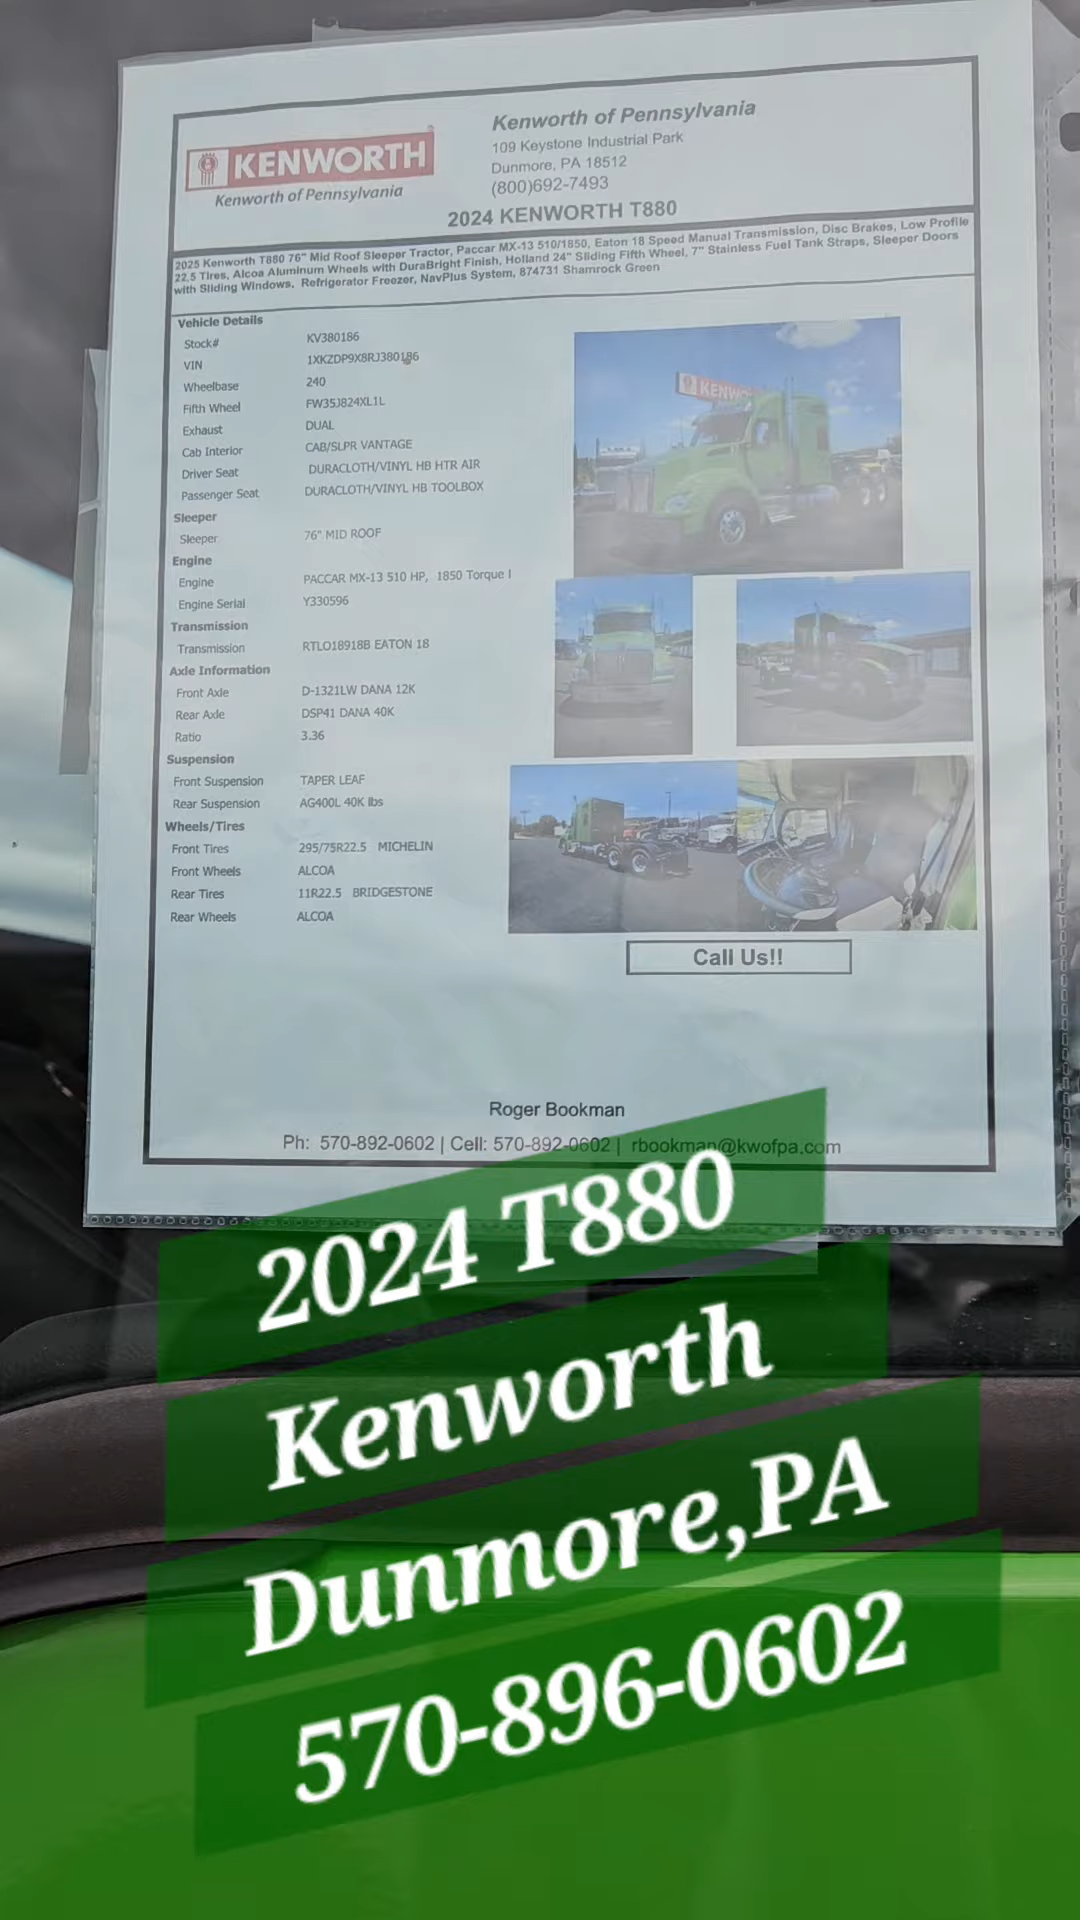 Kenworth of Pennsylvania
109 Keystone Industrial Park
Dunmore, PA 18512
(800)692-7493
KENWORTH
®
Kenworth of Pennsylvania
2024 KENWORTH T880
2025 Kenworth T880 76" Mid Roof Sleeper Tractor, Paccar MX-13 510/1850, Eaton 18 Speed Manual Transmission, Disc Brakes, Low Profile
22.5 Tires, Alcoa Aluminum Wheels with DuraBright Finish, Holland 24" Sliding Fifth Wheel, 7" Stainless Fuel Tank Straps, Sleeper Doors
with Sliding Windows, Refrigerator Freezer, NavPlus System, 874731 Shamrock Green
Vehicle Details
Stock# KV380186
VIN 1XKZDP9X8RJ380186
Wheelbase 240
Fifth Wheel FW35J824XL1L
Exhaust DUAL
Cab Interior CAB/SLPR VANTAGE
Driver Seat DURACLOTH/VINYL HB HTR AIR
Passenger Seat DURACLOTH/VINYL HB TOOLBOX
Sleeper
Sleeper 76" MID ROOF
Engine
Engine PACCAR MX-13 510 HP, 1850 Torque l
Engine Serial Y330596
Transmission
Transmission RTLO18918B EATON 18
Axle Information
Front Axle D-1321LW DANA 12K
Rear Axle DSP41 DANA 40K
Ratio 3.36
Suspension
Front Suspension TAPER LEAF
Rear Suspension AG400L 40K lbs
Wheels/Tires
Front Tires 295/75R22.5 MICHELIN
Front Wheels ALCOA
Rear Tires 11R22.5 BRIDGESTONE
Rear Wheels ALCOA
KENWO
Call Us!!
Roger Bookman
Ph: 570-892-0602 | Cell: 570-892-0602 | rbookman@kwofpa.com
2024 T880
Kenworth
Dunmore,PA
570-896-0602